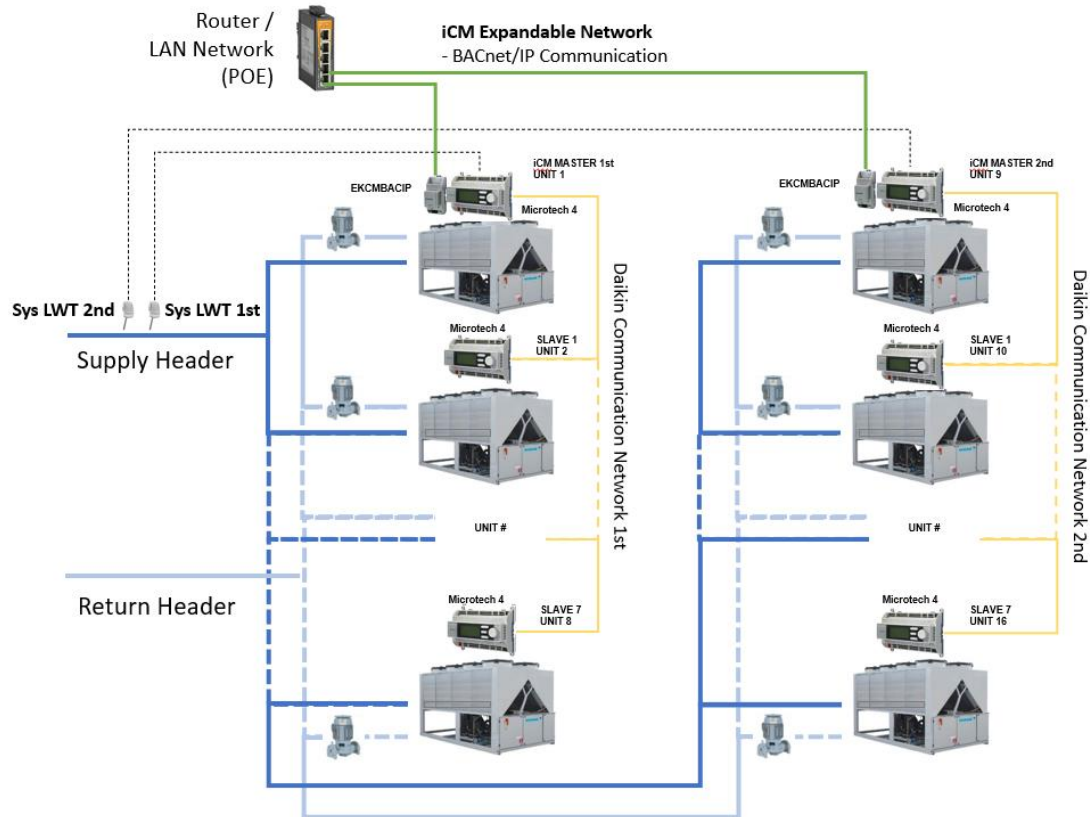 Router /
LAN Network
(POE)
iCM Expandable Network
- BACnet/IP Communication
iCM MASTER 1st
UNIT 1
EKCMBACIP
Microtech 4
iCM MASTER 2nd
UNIT 9
EKCMBACIP
Microtech 4
Sys LWT 2nd
Sys LWT 1st
Supply Header
Microtech 4
SLAVE 1
UNIT 2
Microtech 4
SLAVE 1
UNIT 10
Daikin Communication Network 1st
Daikin Communication Network 2nd
UNIT #
UNIT #
Return Header
Microtech 4
SLAVE 7
UNIT 8
Microtech 4
SLAVE 7
UNIT 16